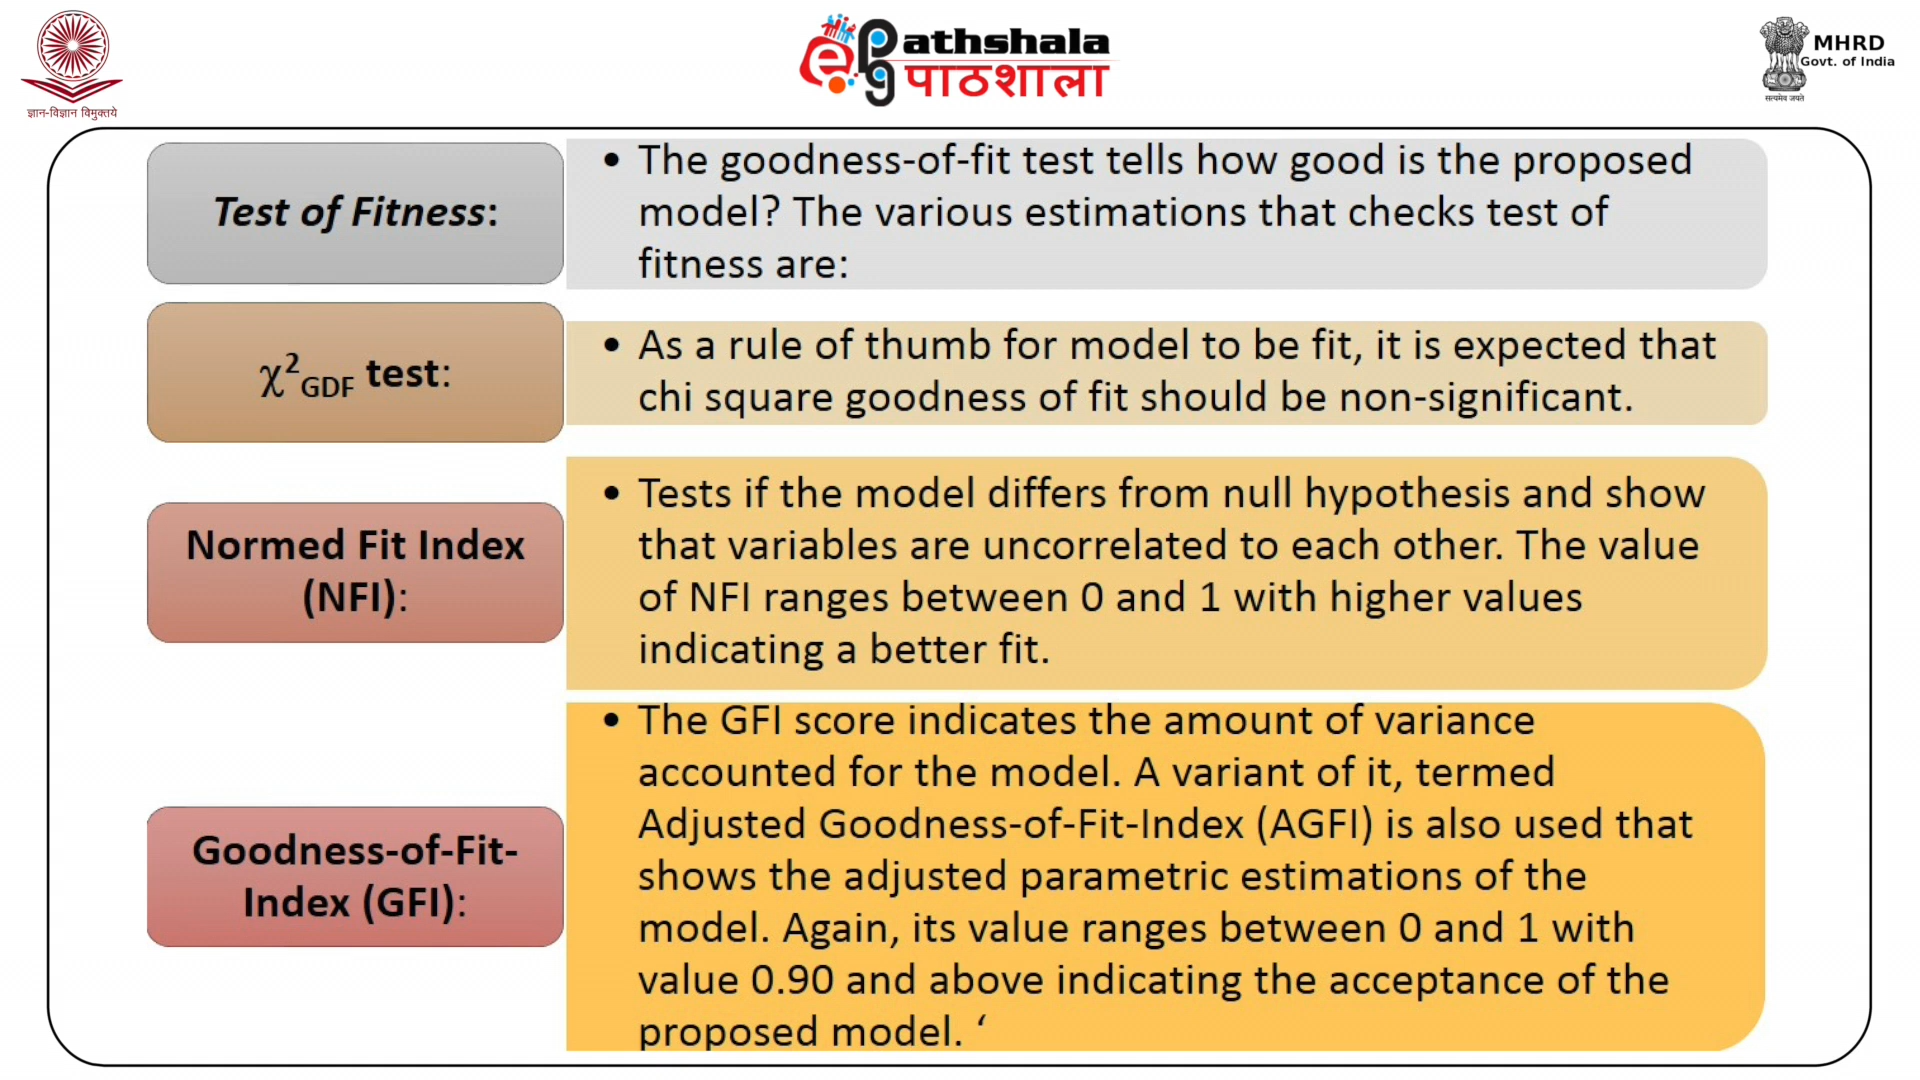 ज्ञान-विज्ञान विमुक्तये
athshala
पाठशाला
MHRD
Govt. of India
सत्यमेव जयते
Test of Fitness:
• The goodness-of-fit test tells how good is the proposed
model? The various estimations that checks test of
fitness are:
χ²GDF test:
• As a rule of thumb for model to be fit, it is expected that
chi square goodness of fit should be non-significant.
Normed Fit Index
(NFI):
• Tests if the model differs from null hypothesis and show
that variables are uncorrelated to each other. The value
of NFI ranges between 0 and 1 with higher values
indicating a better fit.
Goodness-of-Fit-
Index (GFI):
• The GFI score indicates the amount of variance
accounted for the model. A variant of it, termed
Adjusted Goodness-of-Fit-Index (AGFI) is also used that
shows the adjusted parametric estimations of the
model. Again, its value ranges between 0 and 1 with
value 0.90 and above indicating the acceptance of the
proposed model. ‘